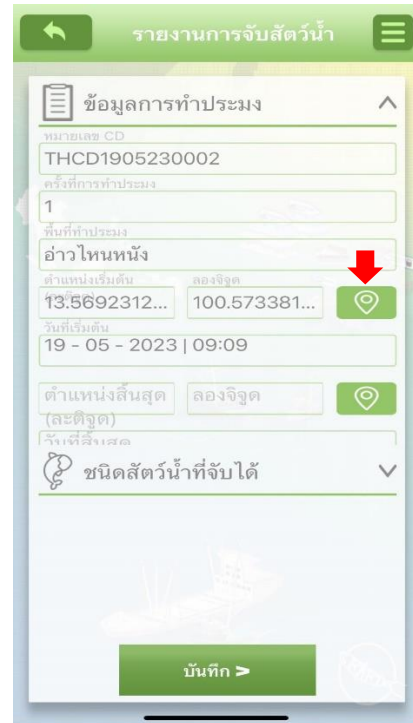 รายงานการจับสัตว์น้ำ
ข้อมูลการทำประมง
หมายเลข CD
THCD1905230002
ครั้งที่การทำประมง
1
พื้นที่ทำประมง
อ่าวไหนหนัง
ตำแหน่งเริ่มต้น ลองจิจูด
13.5692312... 100.573381...
วันที่เริ่มต้น
19 - 05 - 2023 | 09:09
ตำแหน่งสิ้นสุด ลองจิจูด
(ละติจูด)
วันที่สิ้นสุด
ชนิดสัตว์น้ำที่จับได้
บันทึก >